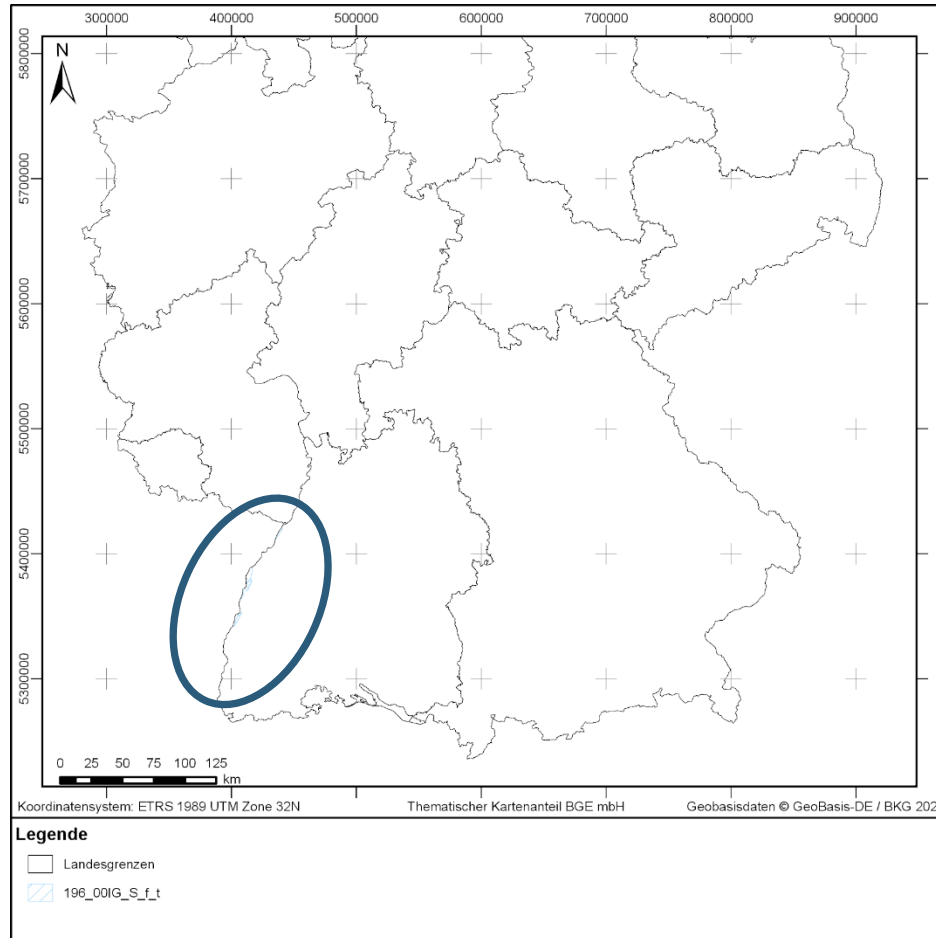 300000 400000 500000 600000 700000 800000 900000
N
5800000
5700000
5600000
5500000
5400000
5300000
0 25 50 75 100 125
km
Koordinatensystem: ETRS 1989 UTM Zone 32N Thematischer Kartenanteil BGE mbH Geobasisdaten © GeoBasis-DE / BKG 202
Legende
Landesgrenzen
196_00IG_S_f_t